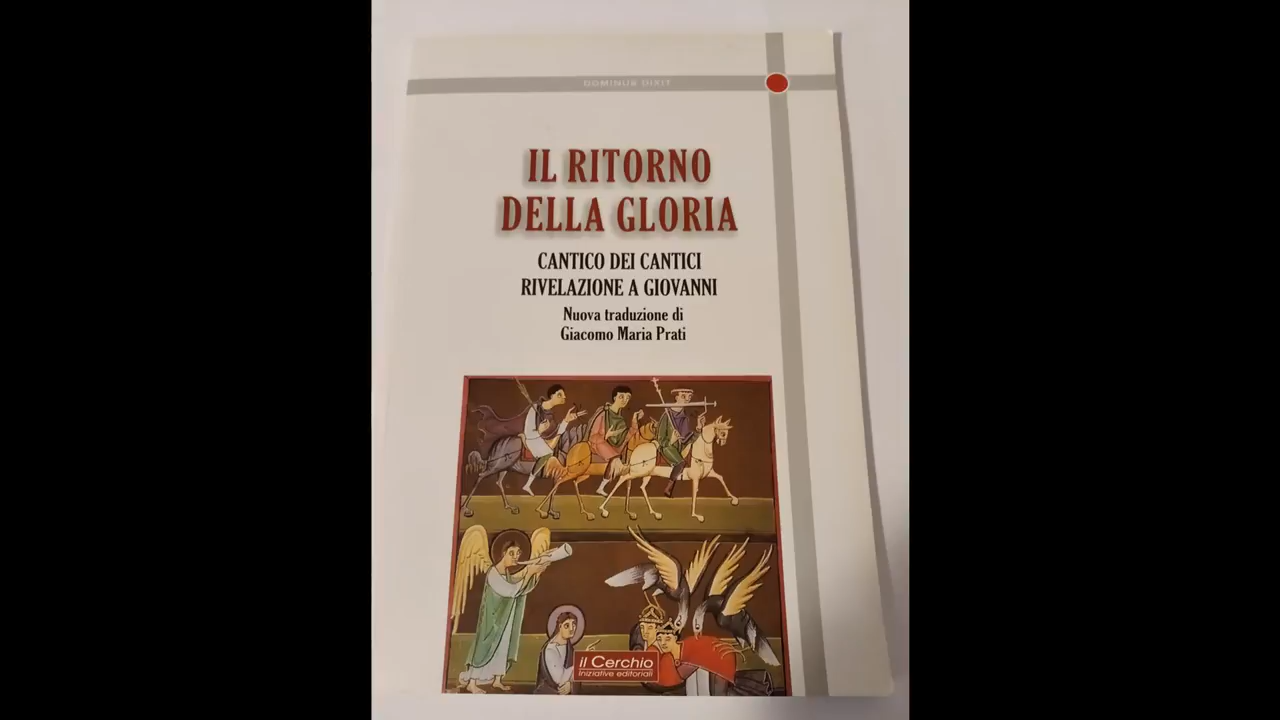 DOMINUS DIXIT
IL RITORNO
DELLA GLORIA
CANTICO DEI CANTICI
RIVELAZIONE A GIOVANNI
Nuova traduzione di
Giacomo Maria Prati
il Cerchio
Iniziative editoriali